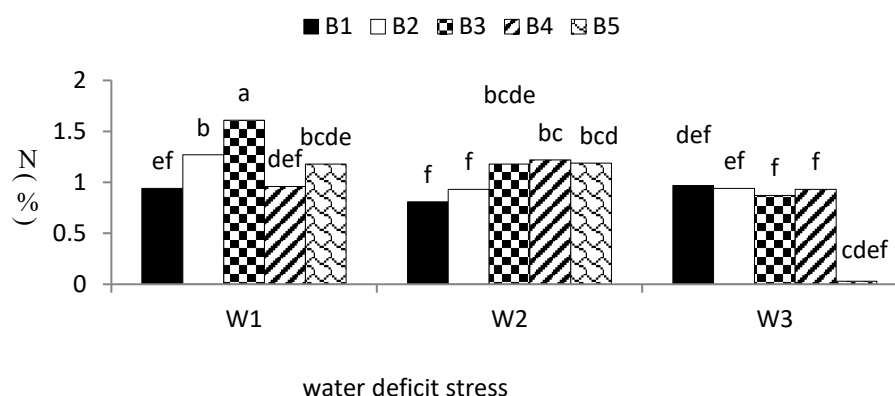 B1 B2 B3 B4 B5
N (%)
2
1.5
1
0.5
0
ef b a def bcde
f f bcde bc bcd
def ef f f cdef
W1 W2 W3
water deficit stress